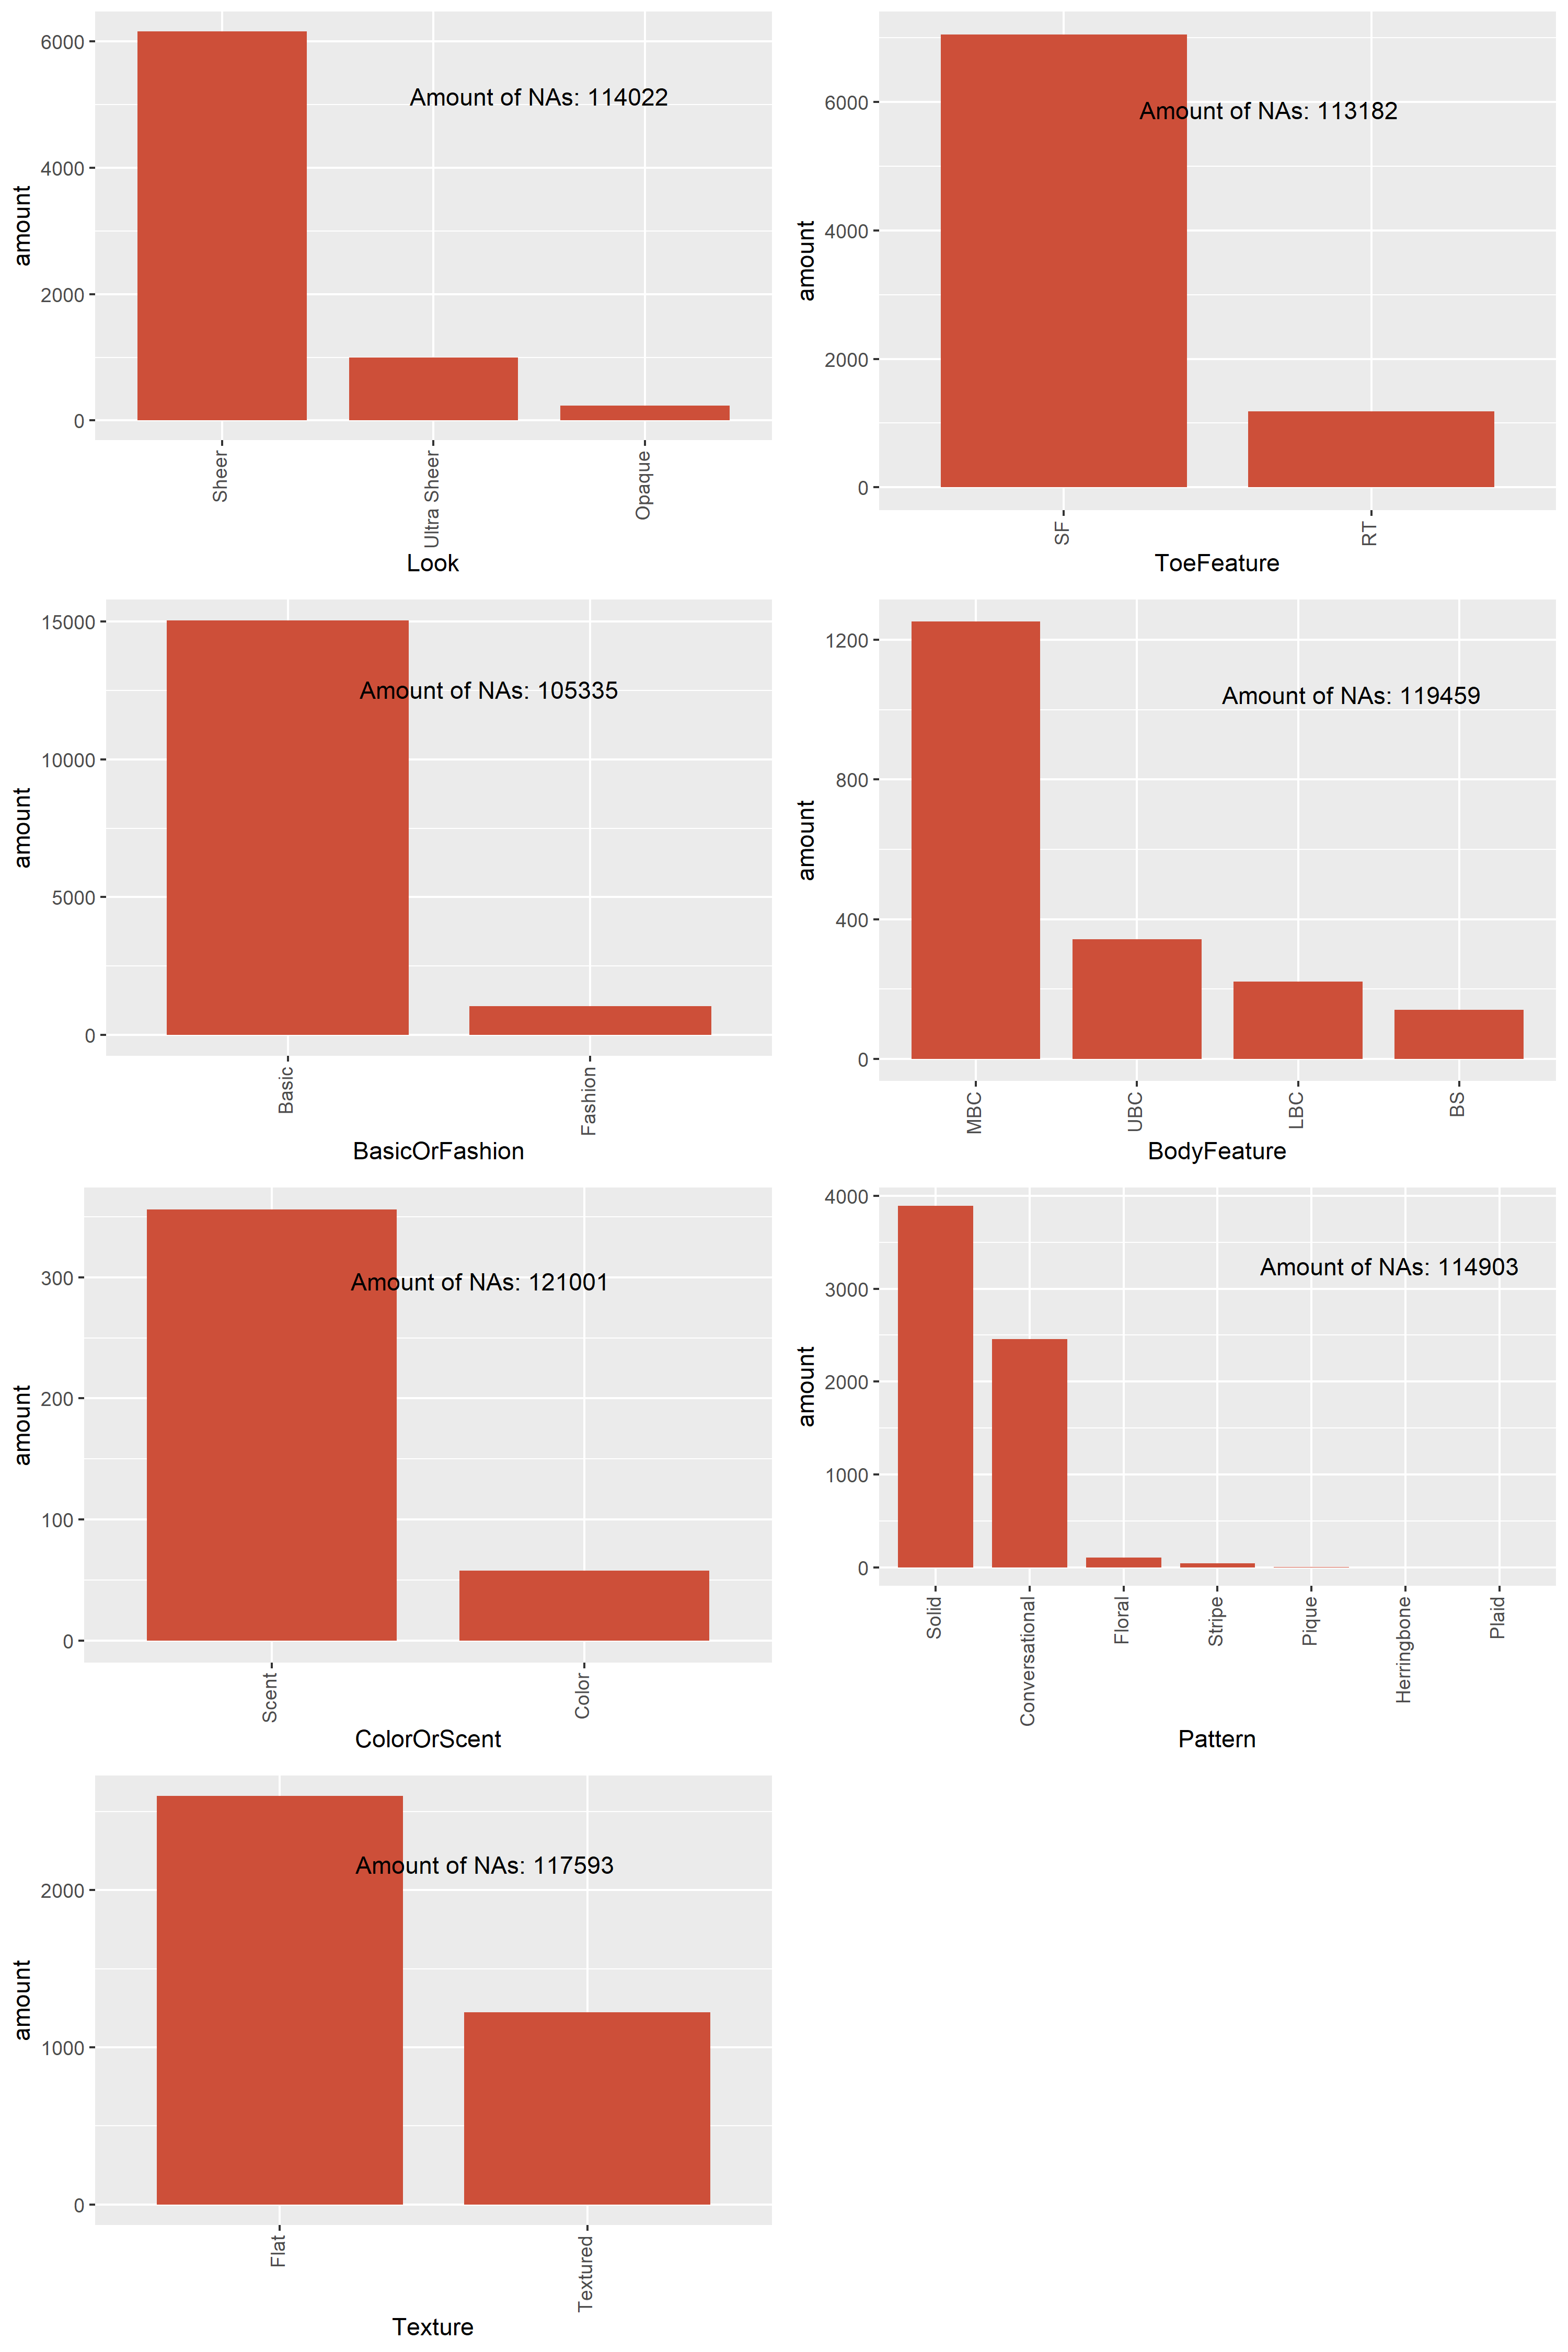 6000
4000
2000
0
amount
Amount of NAs: 114022
Sheer
Ultra Sheer
Opaque
Look
6000
4000
2000
0
amount
Amount of NAs: 113182
SF
RT
ToeFeature
15000
10000
5000
0
amount
Amount of NAs: 105335
Basic
Fashion
BasicOrFashion
1200
800
400
0
amount
Amount of NAs: 119459
MBC
UBC
LBC
BS
BodyFeature
300
200
100
0
amount
Amount of NAs: 121001
Scent
Color
ColorOrScent
4000
3000
2000
1000
0
amount
Amount of NAs: 114903
Solid
Conversational
Floral
Stripe
Pique
Herringbone
Plaid
Pattern
2000
1000
0
amount
Amount of NAs: 117593
Flat
Textured
Texture